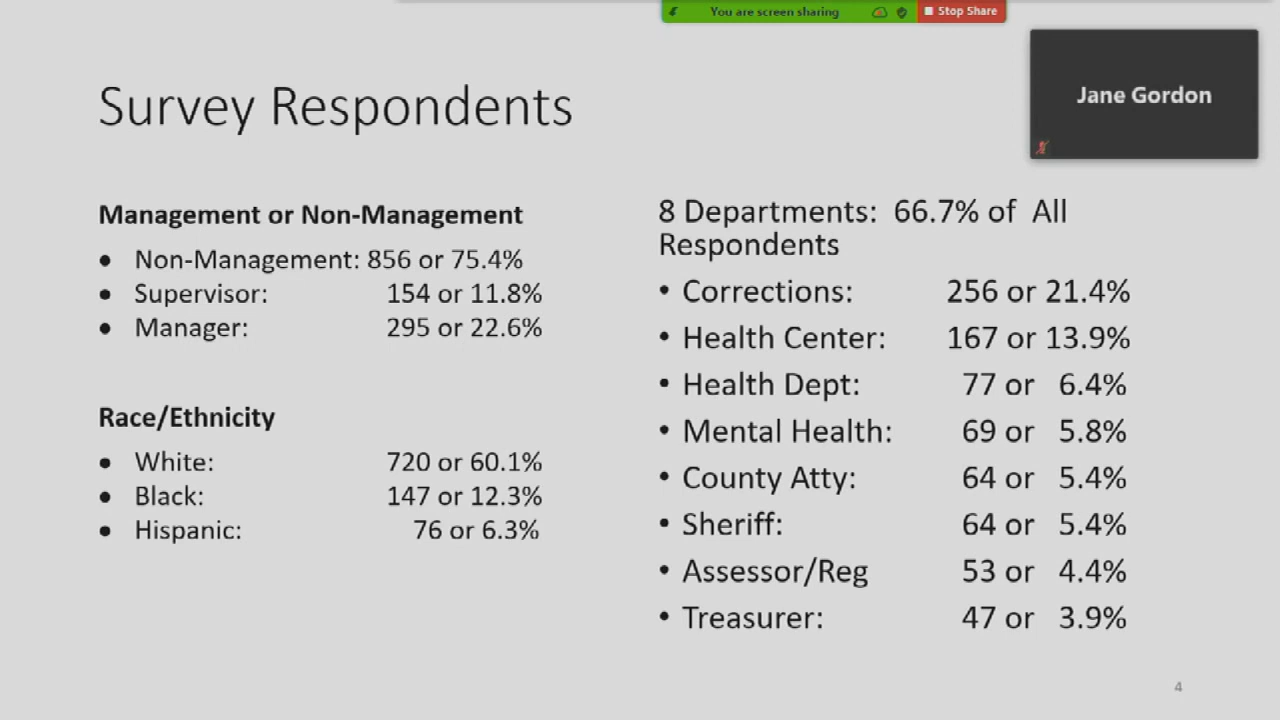 You are screen sharing
Stop Share
Jane Gordon
Survey Respondents
Management or Non-Management
• Non-Management: 856 or 75.4%
• Supervisor: 154 or 11.8%
• Manager: 295 or 22.6%
Race/Ethnicity
• White: 720 or 60.1%
• Black: 147 or 12.3%
• Hispanic: 76 or 6.3%
8 Departments: 66.7% of All
Respondents
• Corrections: 256 or 21.4%
• Health Center: 167 or 13.9%
• Health Dept: 77 or 6.4%
• Mental Health: 69 or 5.8%
• County Atty: 64 or 5.4%
• Sheriff: 64 or 5.4%
• Assessor/Reg 53 or 4.4%
• Treasurer: 47 or 3.9%
4